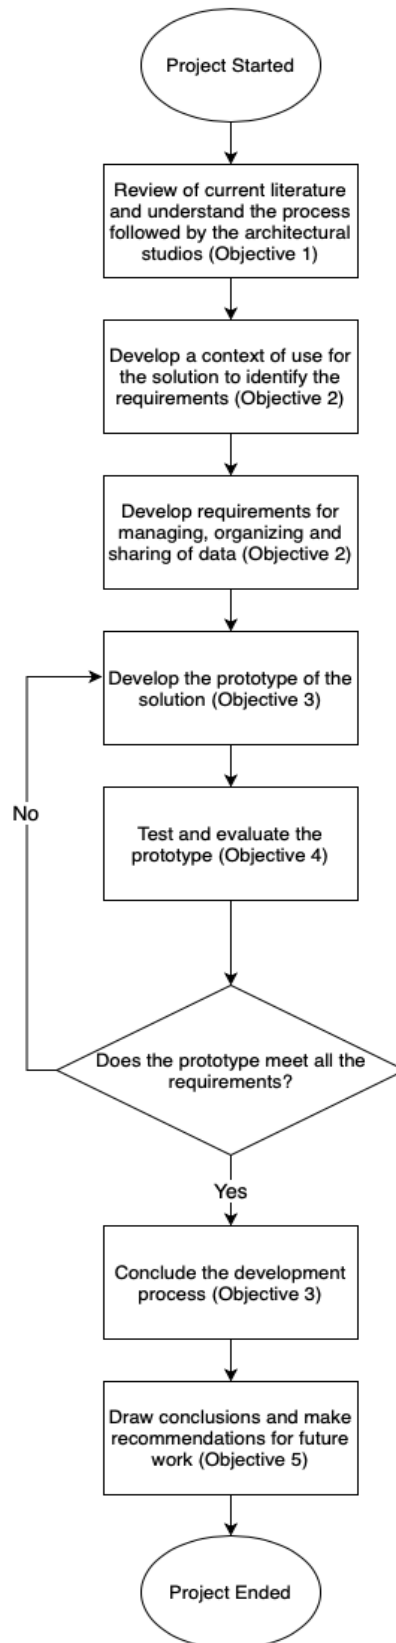 Project Started
Review of current literature
and understand the process
followed by the architectural
studios (Objective 1)
Develop a context of use for
the solution to identify the
requirements (Objective 2)
Develop requirements for
managing, organizing and
sharing of data (Objective 2)
Develop the prototype of the
solution (Objective 3)
No
Test and evaluate the
prototype (Objective 4)
Does the prototype meet all the
requirements?
Yes
Conclude the development
process (Objective 3)
Draw conclusions and make
recommendations for future
work (Objective 5)
Project Ended